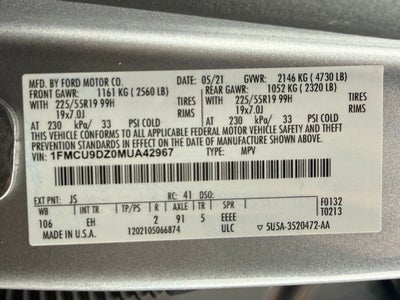 MFD. BY FORD MOTOR CO. 05/21 GVWR: 2146 KG ( 4730 LB)
FRONT GAWR: 1161 KG ( 2560 LB) REAR GAWR: 1052 KG ( 2320 LB)
WITH 225/55R19 99H TIRES WITH 225/55R19 99H TIRES
19x7.0J RIMS 19x7.0J RIMS
AT 230 kPa/ 33 PSI COLD AT 230 kPa/ 33 PSI COLD
THIS VEHICLE CONFORMS TO ALL APPLICABLE FEDERAL MOTOR VEHICLE SAFETY AND THEFT
PREVENTION STANDARDS IN EFFECT ON THE DATE OF MANUFACTURE SHOWN ABOVE.
VIN: 1FMCU9DZ0MUA42967 TYPE: MPV
EXT PNT: JS RC: 41 DSO: F0132
WB INT TR TP/PS R AXLE TR SPR T0213
106 EH 2 91 5 EEEE
MADE IN U.S.A. 1202105066874 ULC ▽ 5U5A-3520472-AA